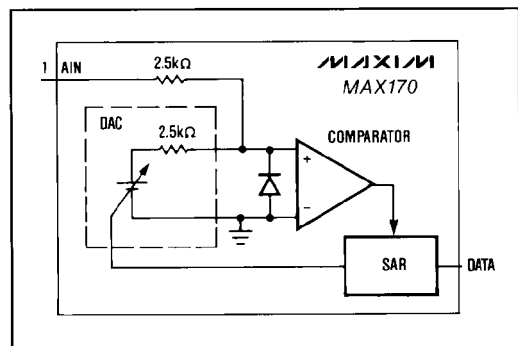 MAXIM
MAX170
1 AIN
2.5kΩ
DAC
2.5kΩ
COMPARATOR
+
−
SAR
DATA